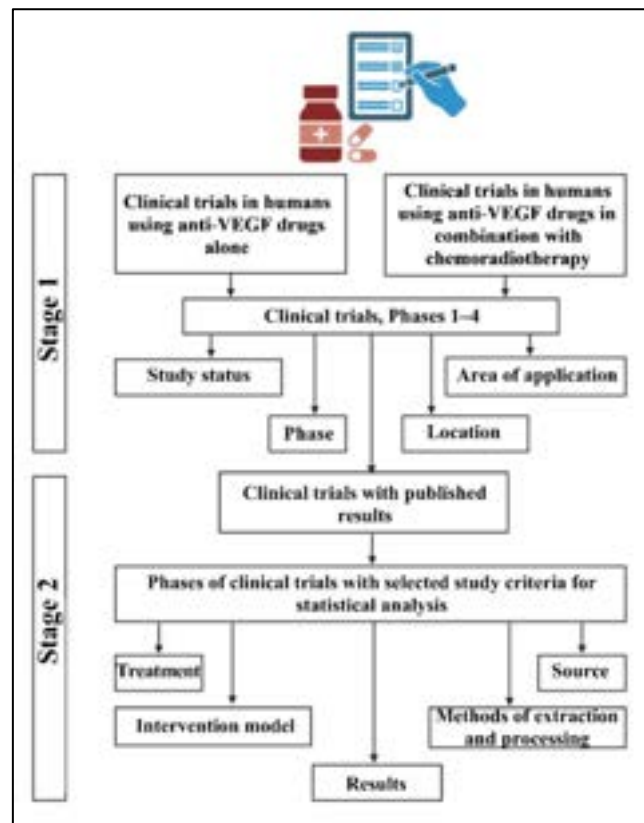 Stage 1
Clinical trials in humans
using anti-VEGF drugs
alone
Clinical trials in humans
using anti-VEGF drugs in
combination with
chemoradiotherapy
Clinical trials, Phases 1–4
Study status
Area of application
Phase
Location
Stage 2
Clinical trials with published
results
Phases of clinical trials with selected study criteria for
statistical analysis
Treatment
Source
Intervention model
Methods of extraction
and processing
Results